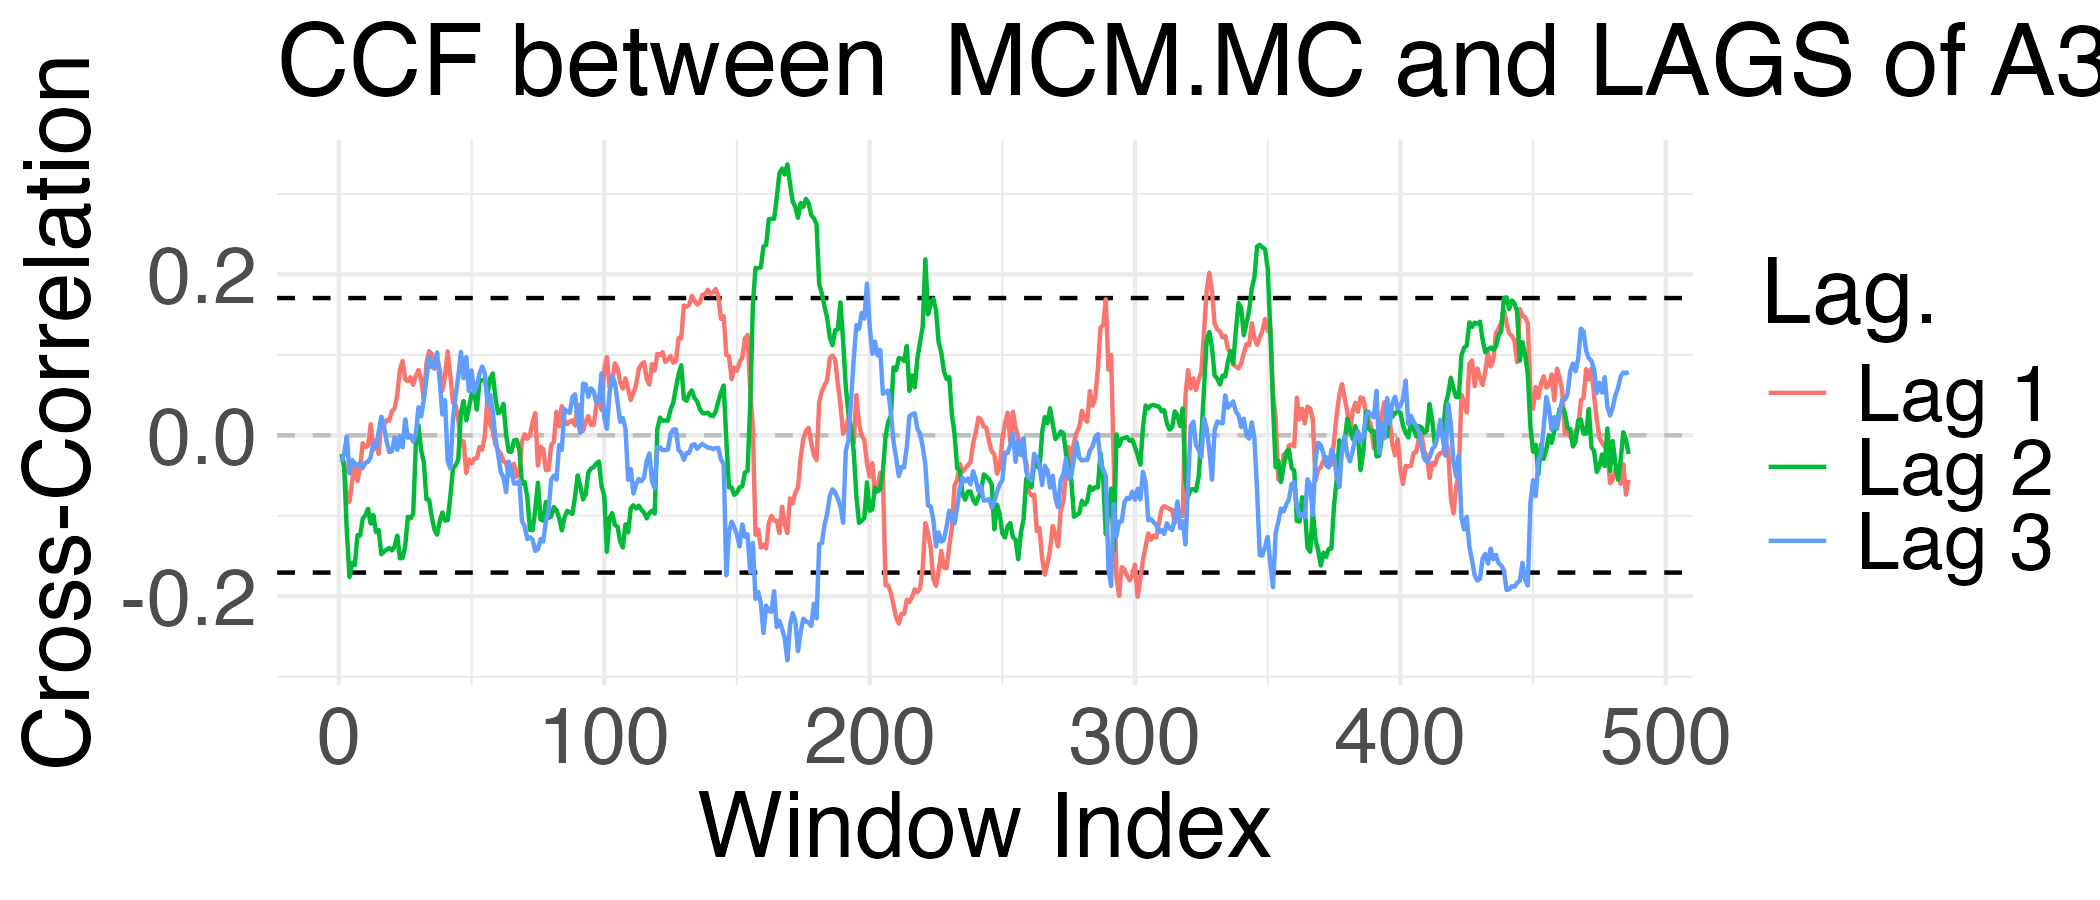 CCF between  MCM.MC and LAGS of A3
Cross-Correlation
0.2
0.0
-0.2
0
100
200
300
400
500
Window Index
Lag.
Lag 1
Lag 2
Lag 3